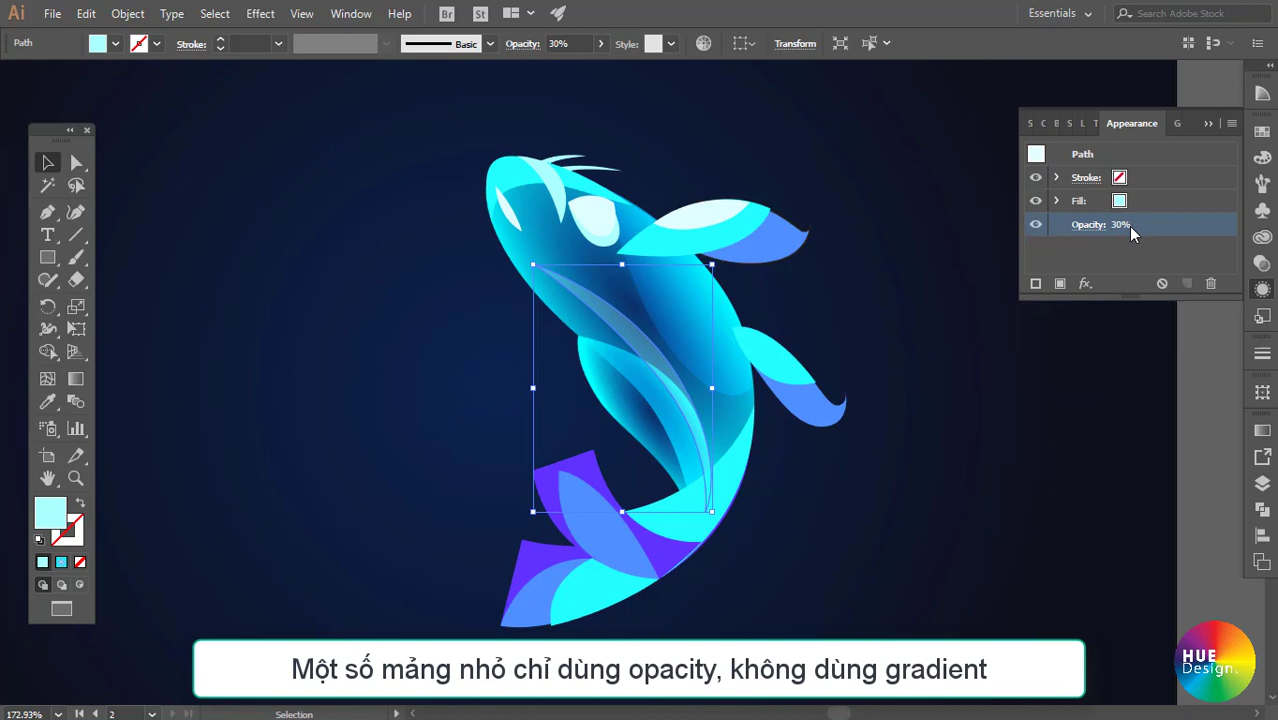 Ai File Edit Object Type Select Effect View Window Help Br St Essentials Search Adobe Stock
Path Stroke: Basic Opacity: 30% Style: Transform
S C B S L T Appearance G
Path
Stroke:
Fill:
Opacity: 30%
fx.
HUE
Design.
Một số mảng nhỏ chỉ dùng opacity, không dùng gradient
172.93% 2 Selection